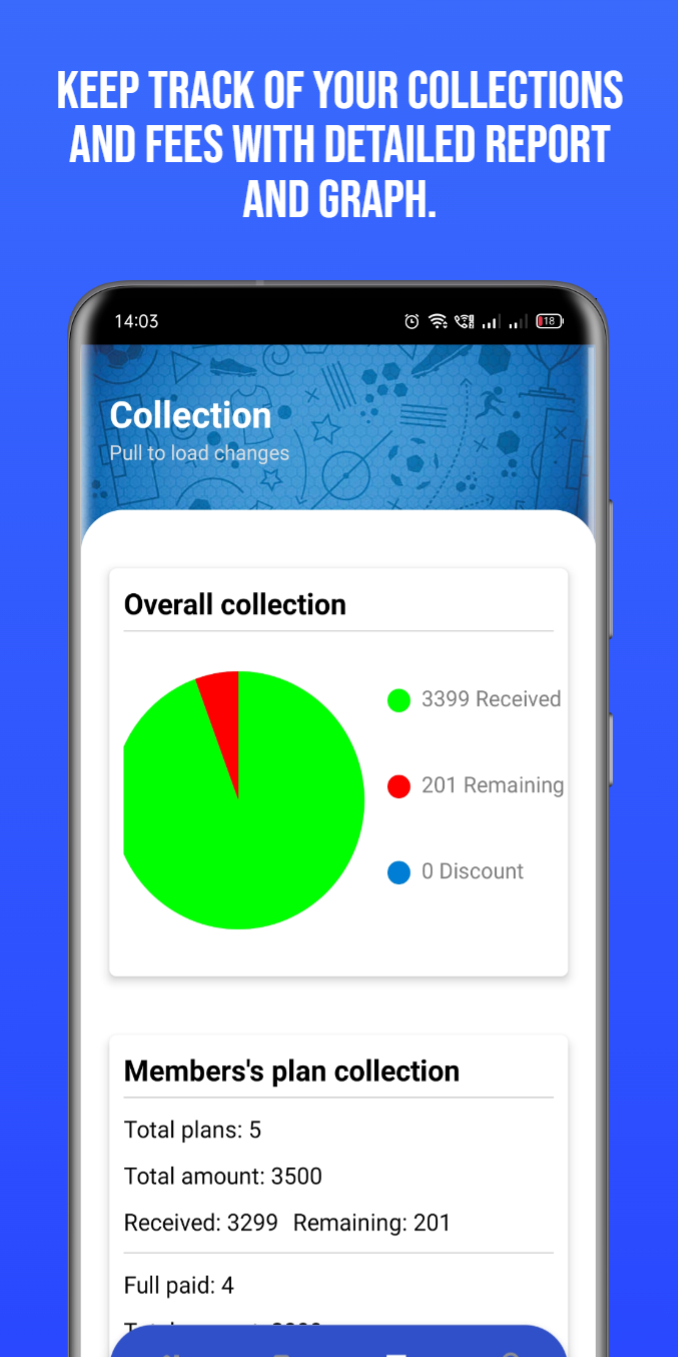 KEEP TRACK OF YOUR COLLECTIONS
AND FEES WITH DETAILED REPORT
AND GRAPH.
14:03
18
Collection
Pull to load changes
Overall collection
3399 Received
201 Remaining
0 Discount
Members's plan collection
Total plans: 5
Total amount: 3500
Received: 3299 Remaining: 201
Full paid: 4